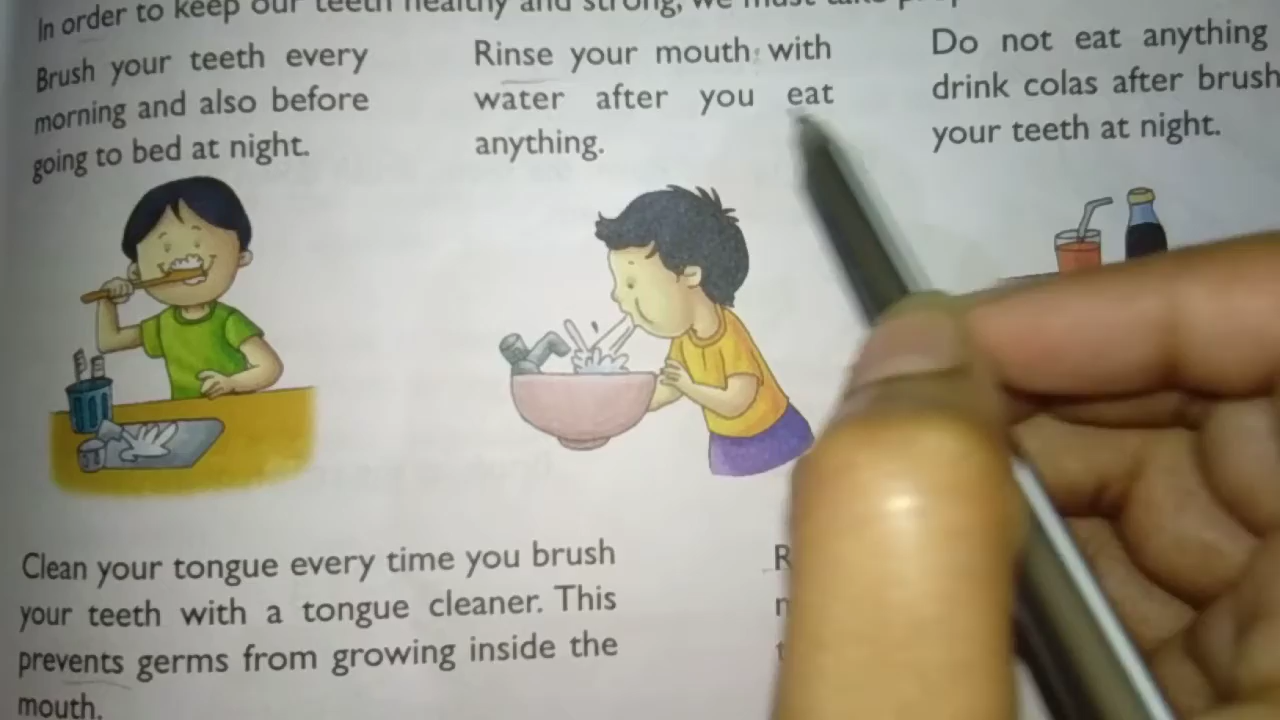 In order to keep our teeth healthy and strong, we must take
Brush your teeth every
morning and also before
going to bed at night.
Rinse your mouth with
water after you eat
anything.
Do not eat anything
drink colas after brush
your teeth at night.
Clean your tongue every time you brush
your teeth with a tongue cleaner. This
prevents germs from growing inside the
mouth.